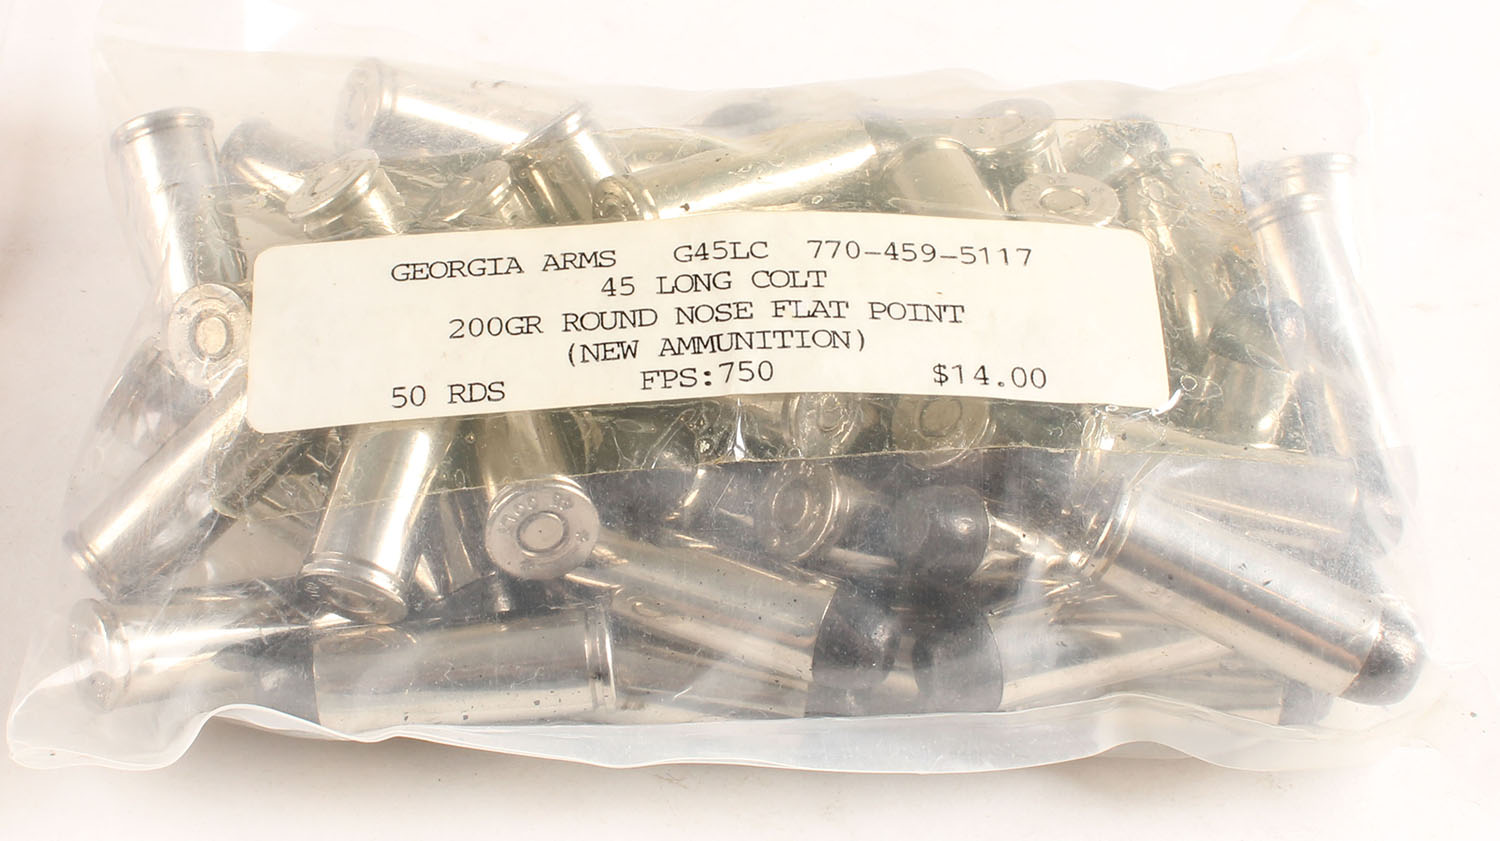 GEORGIA ARMS G45LC 770-459-5117
45 LONG COLT
200GR ROUND NOSE FLAT POINT
(NEW AMMUNITION)
50 RDS FPS:750 $14.00